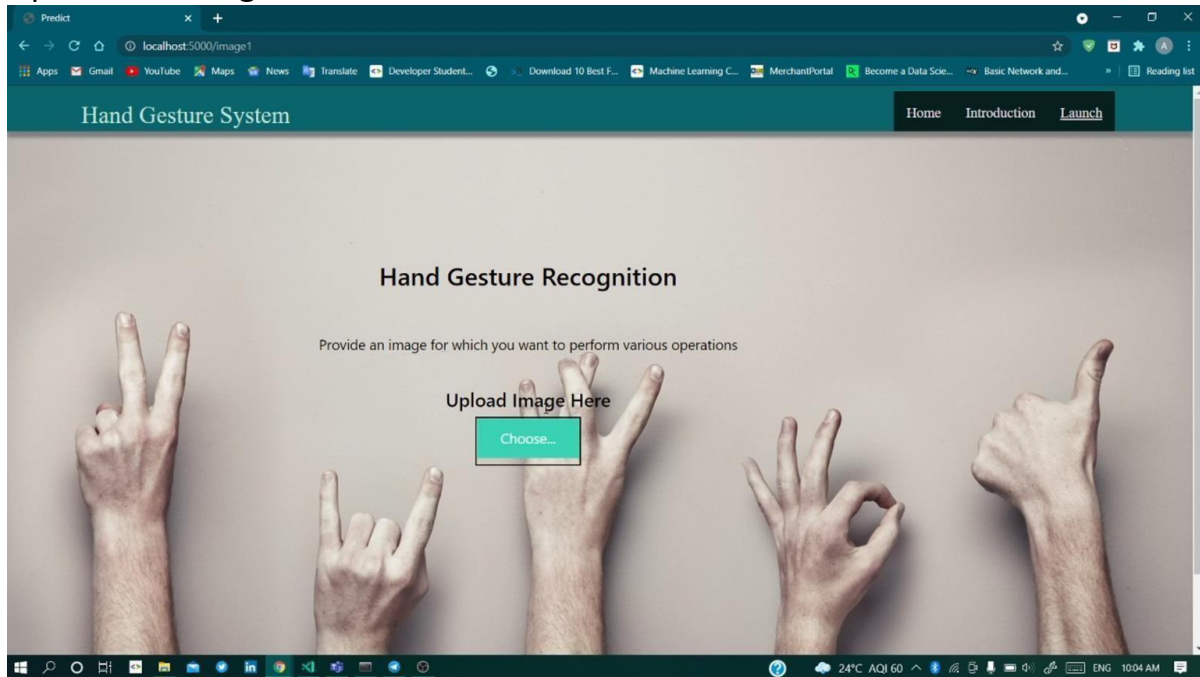 Predict
localhost:5000/image1
Apps Gmail YouTube Maps News Translate Developer Student... Download 10 Best F... Machine Learning C... MerchantPortal Become a Data Scie... Basic Network and... » Reading list
Hand Gesture System
Home Introduction Launch
Hand Gesture Recognition
Provide an image for which you want to perform various operations
Upload Image Here
Choose...
24°C AQI 60 ENG 10:04 AM